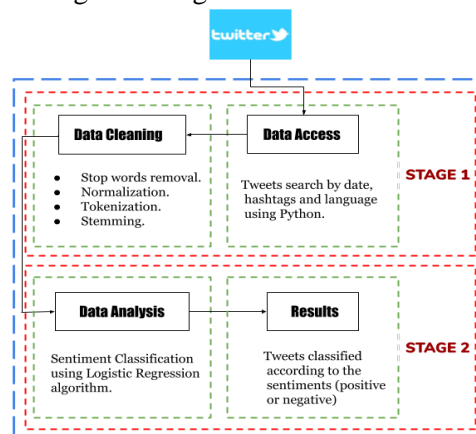 twitter
Data Cleaning
Data Access
STAGE 1
• Stop words removal.
• Normalization.
• Tokenization.
• Stemming.
Tweets search by date,
hashtags and language
using Python.
Data Analysis
Results
STAGE 2
Sentiment Classification
using Logistic Regression
algorithm.
Tweets classified
according to the
sentiments (positive
or negative)